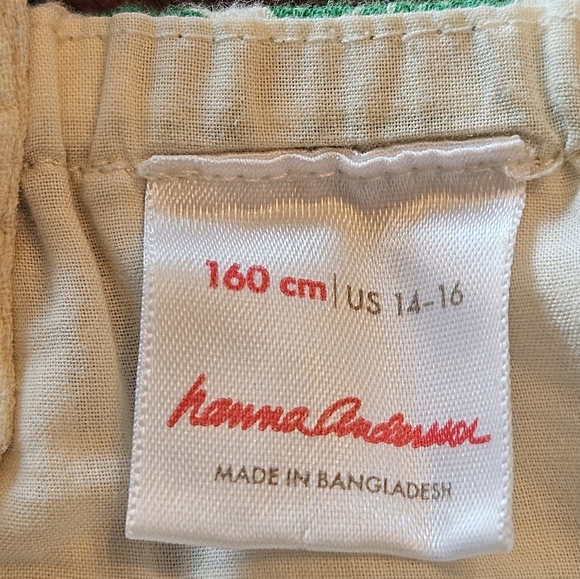 160 cm | US 14-16
hanna Andersson
MADE IN BANGLADESH